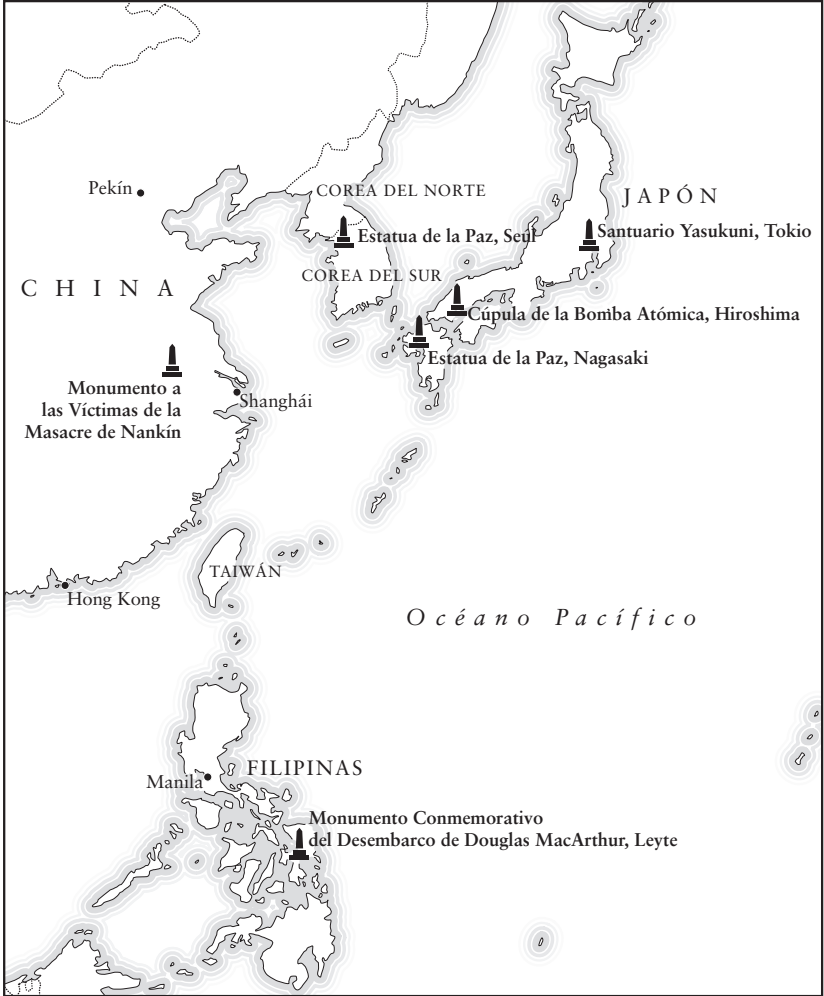 Pekín
COREA DEL NORTE
JAPÓN
Estatua de la Paz, Seúl
Santuario Yasukuni, Tokio
CHINA
COREA DEL SUR
Cúpula de la Bomba Atómica, Hiroshima
Estatua de la Paz, Nagasaki
Monumento a
las Víctimas de la
Masacre de Nankín
Shanghái
TAIWÁN
Hong Kong
Océano Pacífico
FILIPINAS
Manila
Monumento Conmemorativo
del Desembarco de Douglas MacArthur, Leyte